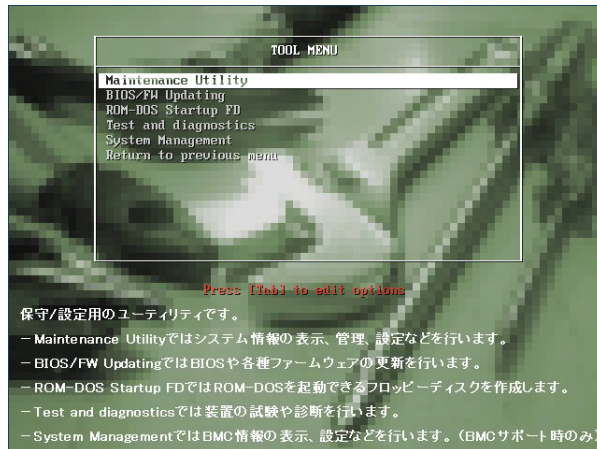 TOOL MENU
Maintenance Utility
BIOS/FW Updating
ROM-DOS Startup FD
Test and diagnostics
System Management
Return to previous menu
Press [Tab] to edit options
保守/設定用のユーティリティです。
－Maintenance Utilityではシステム情報の表示、管理、設定などを行います。
－BIOS/FW UpdatingではBIOSや各種ファームウェアの更新を行います。
－ROM-DOS Startup FDではROM-DOSを起動できるフロッピーディスクを作成します。
－Test and diagnosticsでは装置の試験や診断を行います。
－System ManagementではBMC情報の表示、設定などを行います。（BMCサポート時のみ）